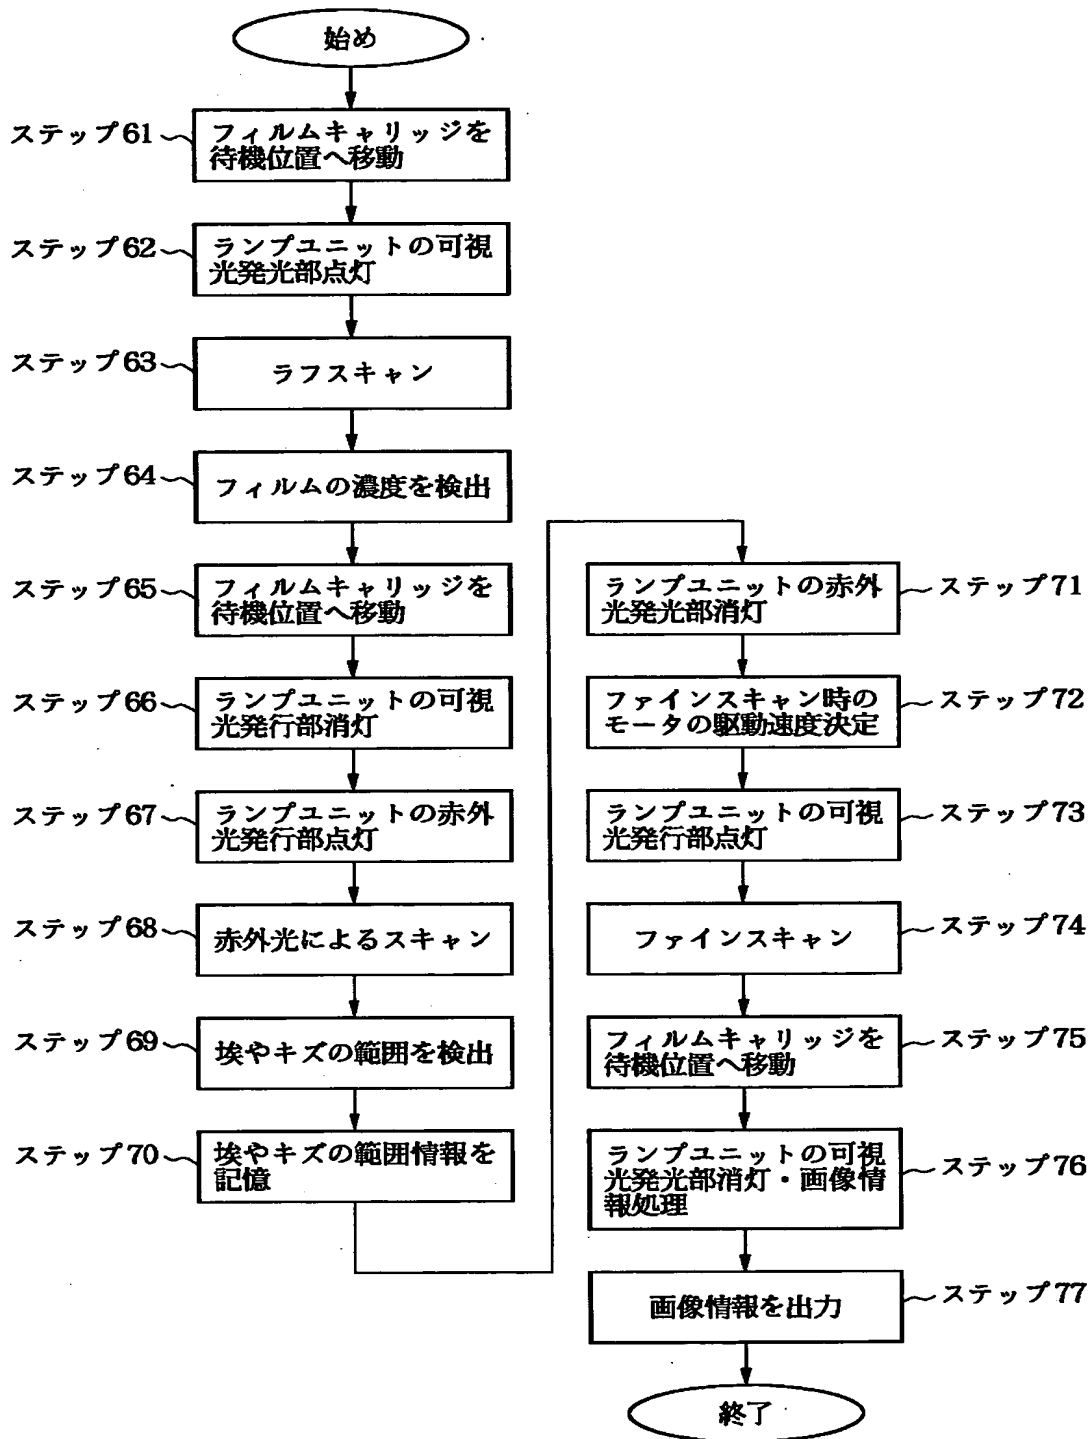 始め
ステップ61
フィルムキャリッジを
待機位置へ移動
ステップ62
ランプユニットの可視
光発光部点灯
ステップ63
ラフスキャン
ステップ64
フィルムの濃度を検出
ステップ65
フィルムキャリッジを
待機位置へ移動
ステップ66
ランプユニットの可視
光発行部消灯
ステップ67
ランプユニットの赤外
光発行部点灯
ステップ68
赤外光によるスキャン
ステップ69
埃やキズの範囲を検出
ステップ70
埃やキズの範囲情報を
記憶
ランプユニットの赤外
光発光部消灯
ステップ71
ファインスキャン時の
モータの駆動速度決定
ステップ72
ランプユニットの可視
光発行部点灯
ステップ73
ファインスキャン
ステップ74
フィルムキャリッジを
待機位置へ移動
ステップ75
ランプユニットの可視
光発光部消灯・画像情
報処理
ステップ76
画像情報を出力
ステップ77
終了